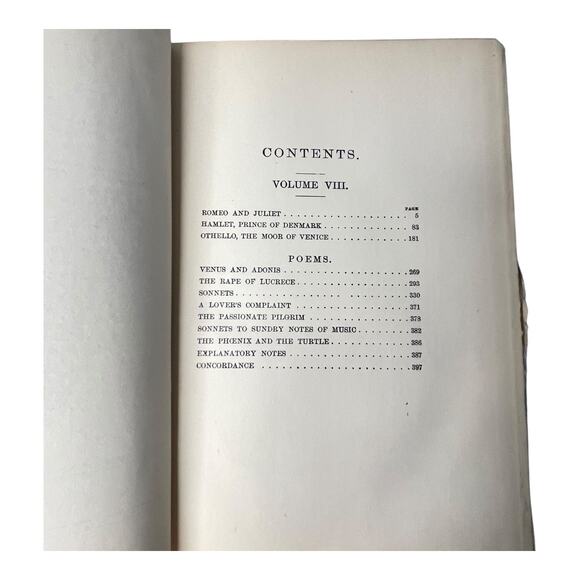 CONTENTS.
VOLUME VIII.
PAGE
ROMEO AND JULIET . . . . . . . . . . . . . . . . . . . . 5
HAMLET, PRINCE OF DENMARK . . . . . . . . . . . . . 83
OTHELLO, THE MOOR OF VENICE . . . . . . . . . . . . 181
POEMS.
VENUS AND ADONIS . . . . . . . . . . . . . . . . . . . . 269
THE RAPE OF LUCRECE . . . . . . . . . . . . . . . . . . 293
SONNETS . . . . . . . . . . . . . . . . . . . . . . . . . . 330
A LOVER'S COMPLAINT . . . . . . . . . . . . . . . . . . 371
THE PASSIONATE PILGRIM . . . . . . . . . . . . . . . . 378
SONNETS TO SUNDRY NOTES OF MUSIC . . . . . . . . 382
THE PHŒNIX AND THE TURTLE . . . . . . . . . . . . . 386
EXPLANATORY NOTES . . . . . . . . . . . . . . . . . . . 387
CONCORDANCE . . . . . . . . . . . . . . . . . . . . . . . 397